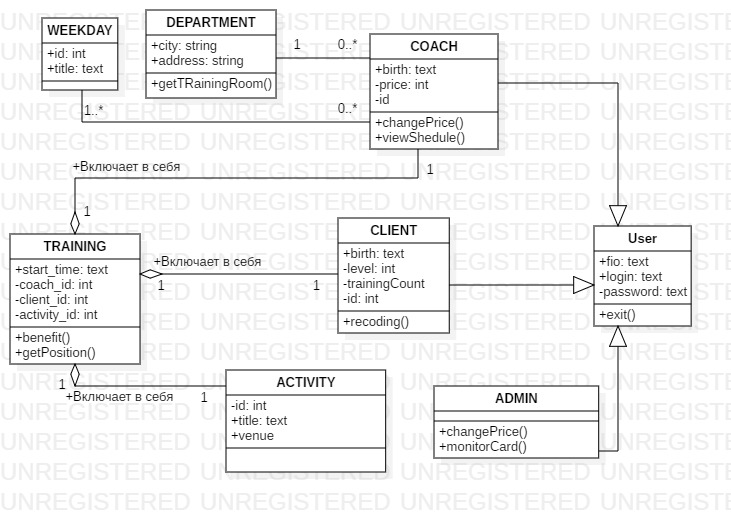 WEEKDAY
+id: int
+title: text
DEPARTMENT
+city: string
+address: string
+getTRainingRoom()
1
0..*
COACH
+birth: text
-price: int
-id
+changePrice()
+viewShedule()
1..*
0..*
+Включает в себя
1
1
TRAINING
+start_time: text
-coach_id: int
-client_id: int
-activity_id: int
+benefit()
+getPosition()
+Включает в себя
1
1
CLIENT
+birth: text
-level: int
-trainingCount
-id: int
+recoding()
User
+fio: text
+login: text
-password: text
+exit()
1
+Включает в себя
1
ACTIVITY
-id: int
+title: text
+venue
ADMIN
+changePrice()
+monitorCard()
UNREGISTERED